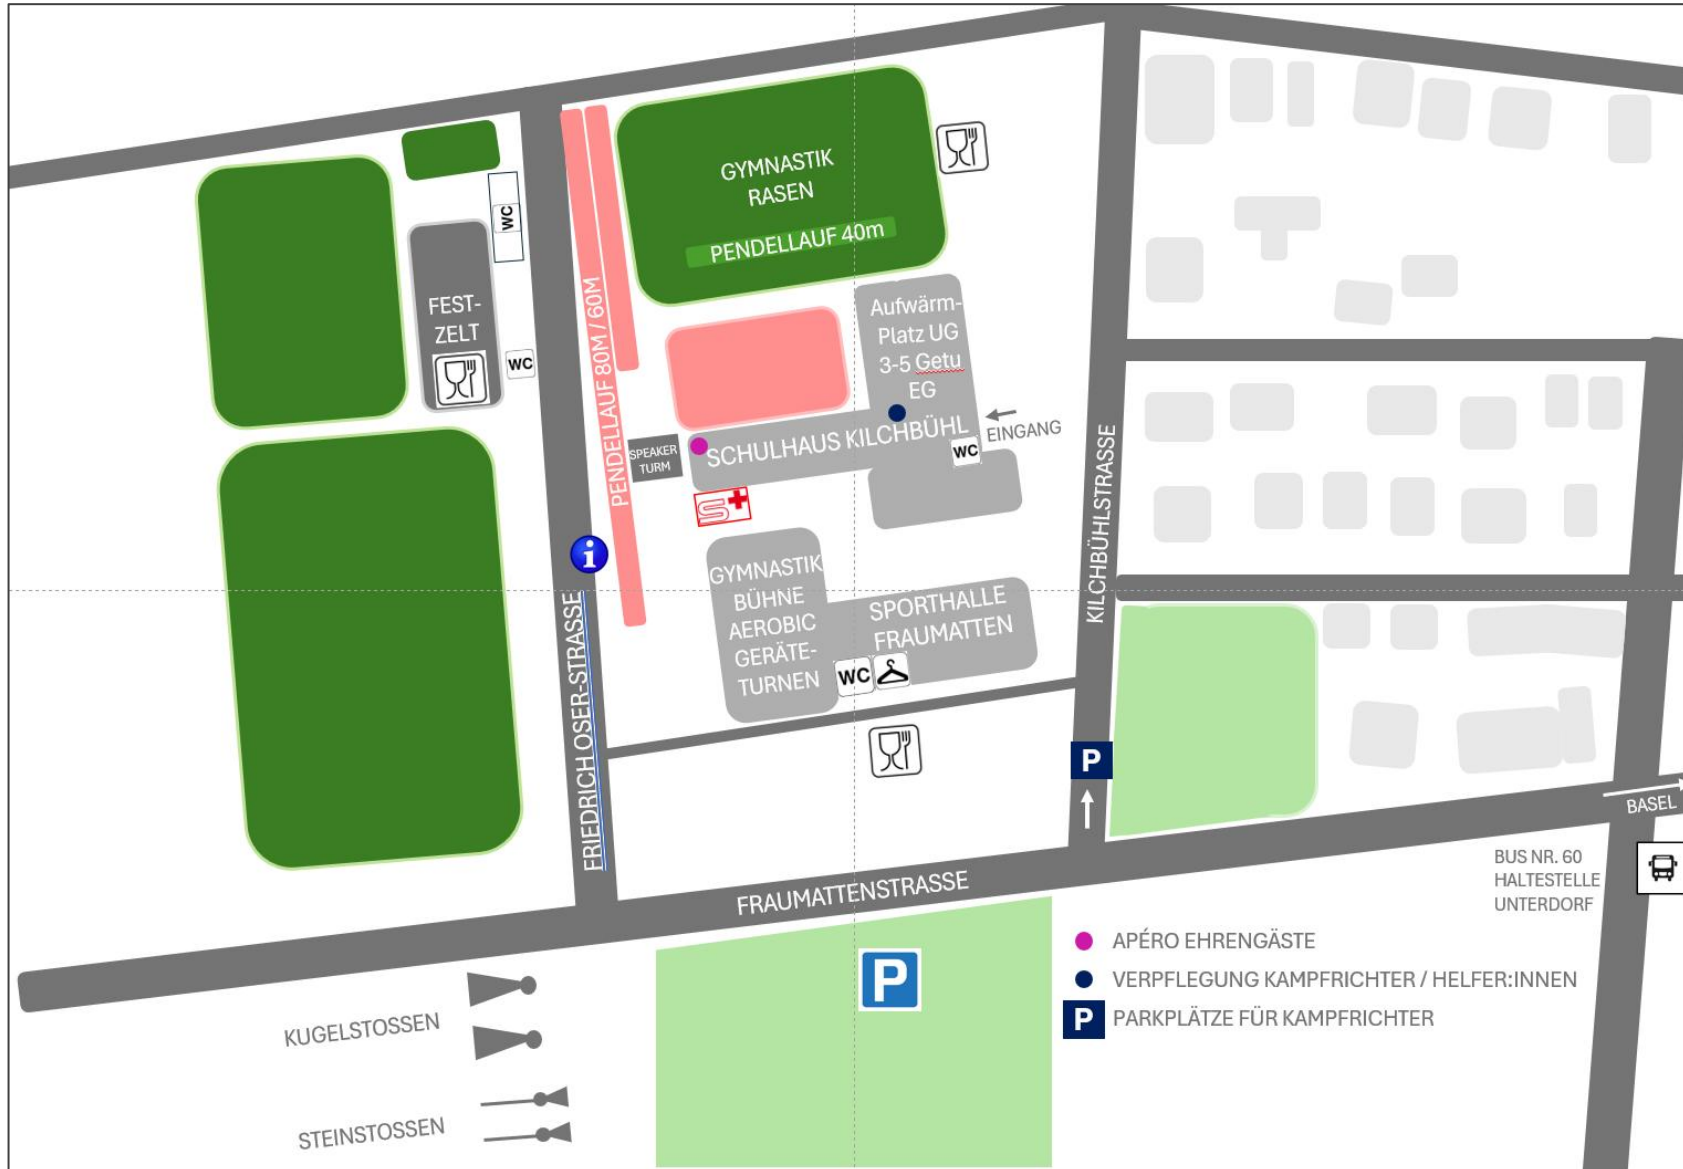 GYMNASTIK
RASEN
PENDELLAUF 40m
WC
FEST-
ZELT
WC
PENDELLAUF 80M / 60M
Aufwärm-
Platz UG
3-5 Getu
EG
SCHULHAUS KILCHBÜHL
WC
EINGANG
SPEAKER
TURM
S+
i
GYMNASTIK
BÜHNE
AEROBIC
GERÄTE-
TURNEN
SPORTHALLE
FRAUMATTEN
WC
KILCHBÜHLSTRASSE
FRIEDRICH OSER-STRASSE
P
BASEL
FRAUMATTENSTRASSE
BUS NR. 60
HALTESTELLE
UNTERDORF
P
APÉRO EHRENGÄSTE
VERPFLEGUNG KAMPFRICHTER / HELFER:INNEN
P PARKPLÄTZE FÜR KAMPFRICHTER
KUGELSTOSSEN
STEINSTOSSEN